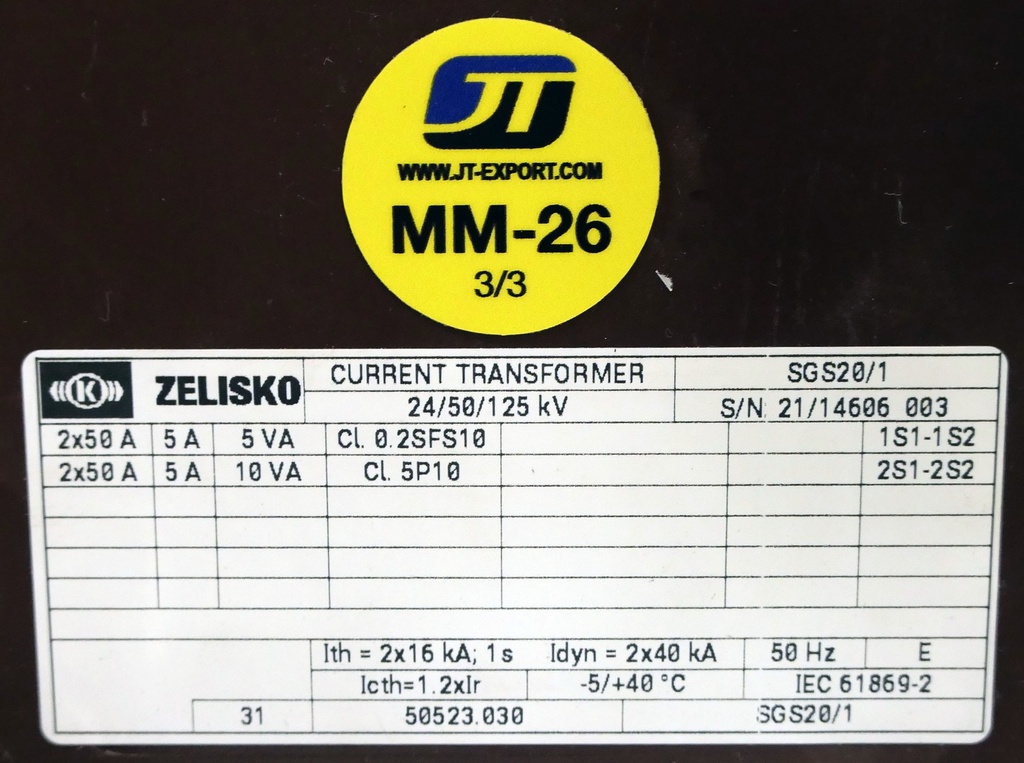 JT
WWW.JT-EXPORT.COM
MM-26
3/3
K ZELISKO CURRENT TRANSFORMER SGS20/1
24/50/125 kV S/N: 21/14606 003
2x50 A 5 A 5 VA Cl. 0.2SFS10 1S1-1S2
2x50 A 5 A 10 VA Cl. 5P10 2S1-2S2
Ith = 2x16 kA; 1s Idyn = 2x40 kA 50 Hz E
Icth=1.2xIr -5/+40 °C IEC 61869-2
31 50523.030 SGS20/1